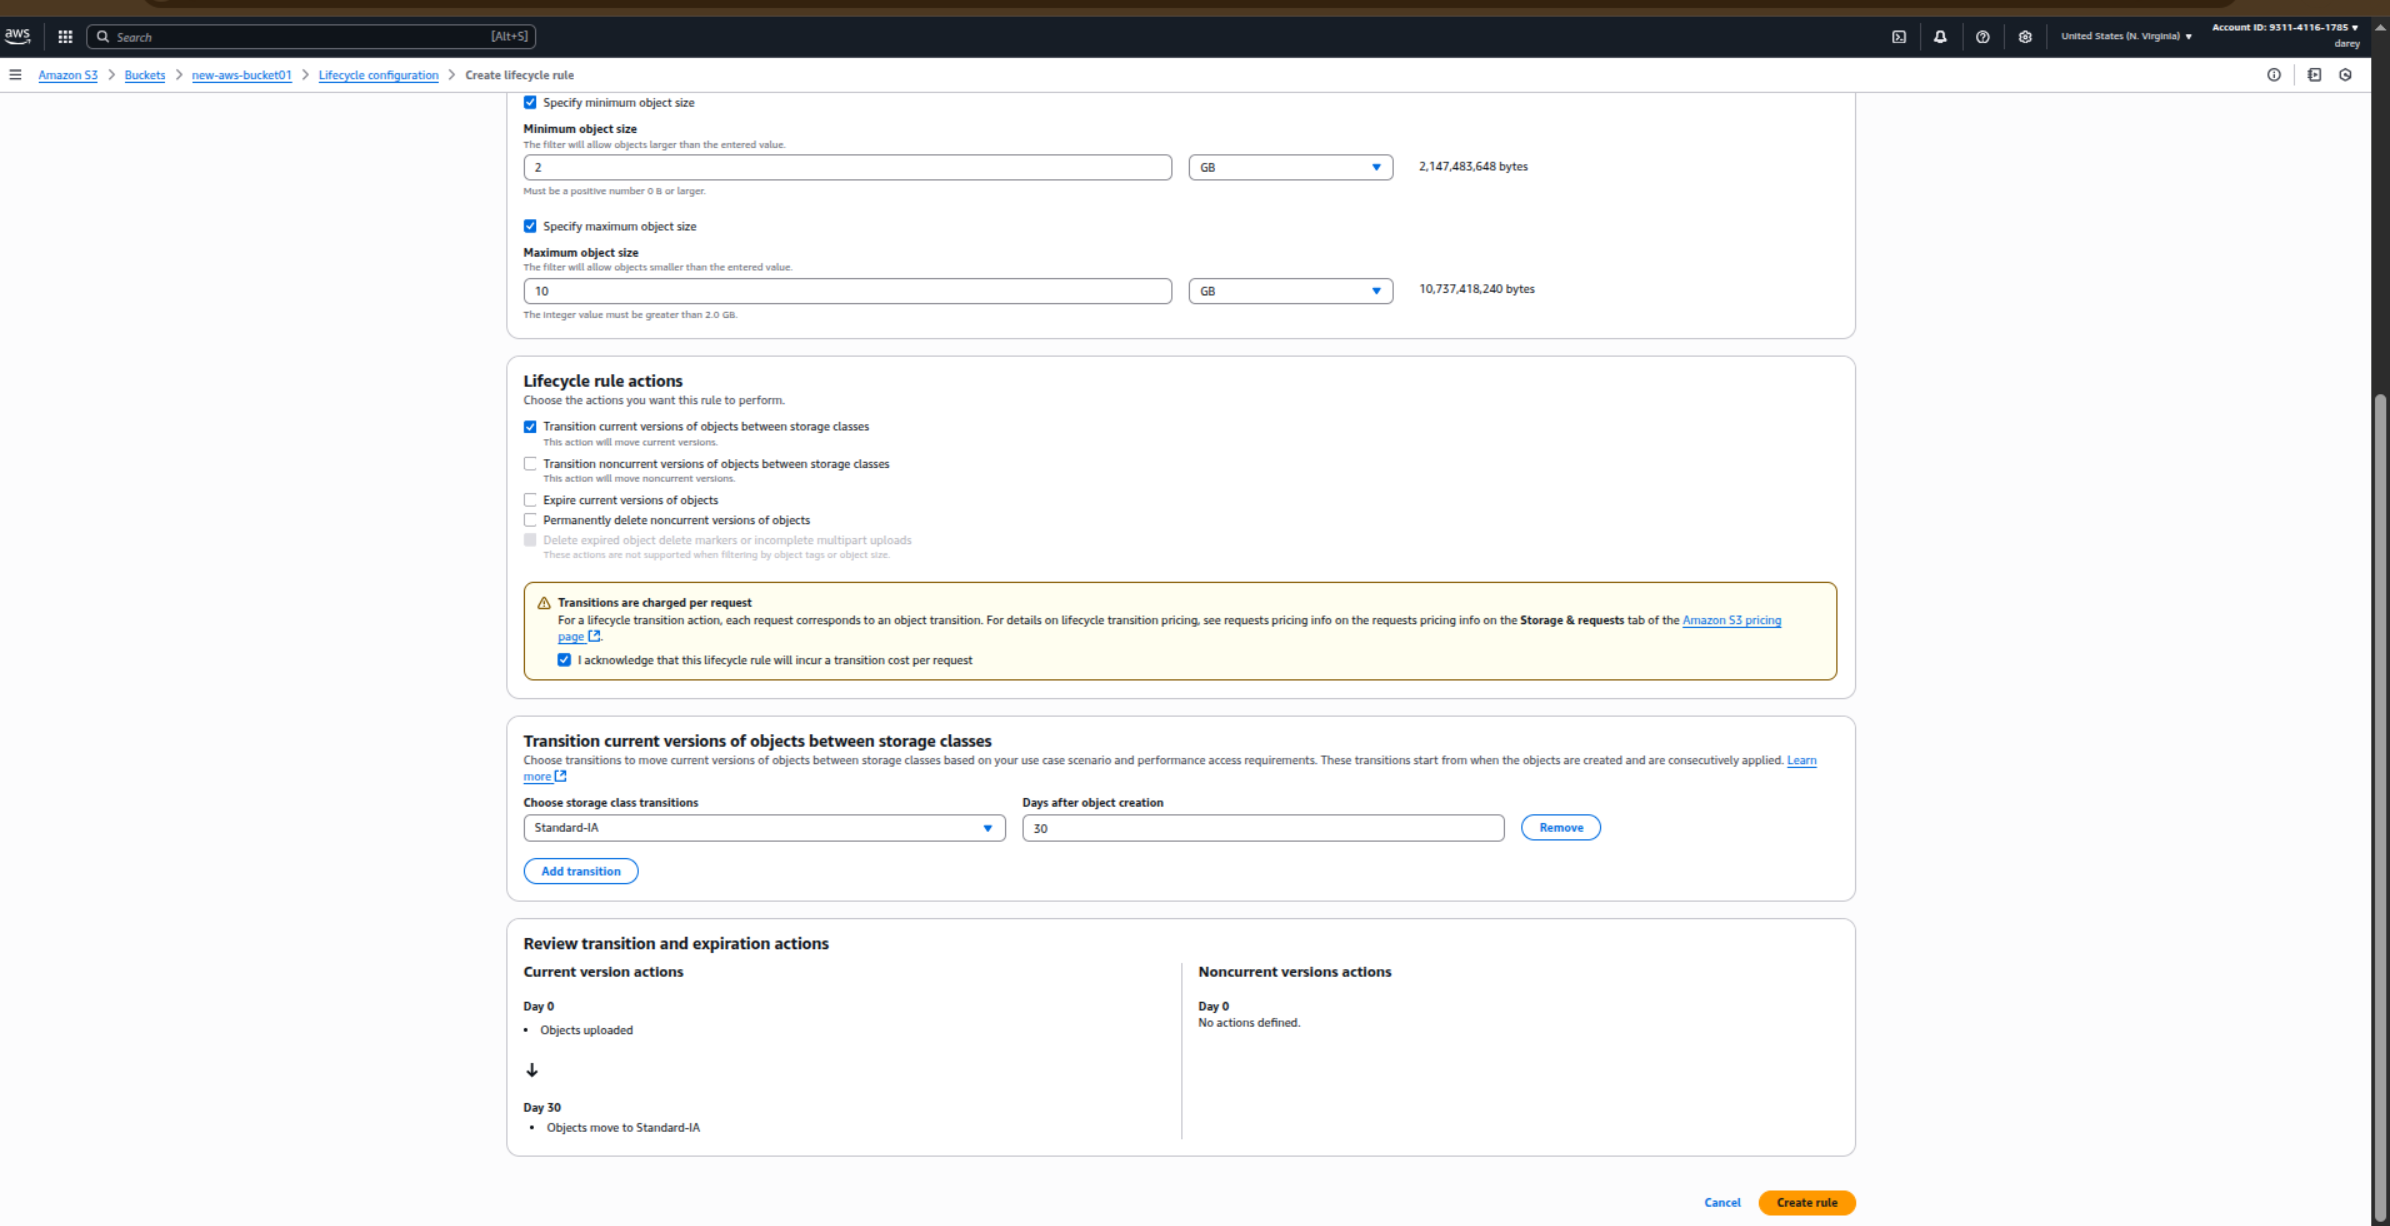 aws
Search
[Alt+S]
United States (N. Virginia)
Account ID: 9311-4116-1785
darey
Amazon S3 > Buckets > new-aws-bucket01 > Lifecycle configuration > Create lifecycle rule
Specify minimum object size
Minimum object size
The filter will allow objects larger than the entered value.
2
GB
2,147,483,648 bytes
Must be a positive number 0 B or larger.
Specify maximum object size
Maximum object size
The filter will allow objects smaller than the entered value.
10
GB
10,737,418,240 bytes
The integer value must be greater than 2.0 GB.
Lifecycle rule actions
Choose the actions you want this rule to perform.
Transition current versions of objects between storage classes
This action will move current versions.
Transition noncurrent versions of objects between storage classes
This action will move noncurrent versions.
Expire current versions of objects
Permanently delete noncurrent versions of objects
Delete expired object delete markers or incomplete multipart uploads
These actions are not supported when filtering by object tags or object size.
Transitions are charged per request
For a lifecycle transition action, each request corresponds to an object transition. For details on lifecycle transition pricing, see requests pricing info on the requests pricing info on the Storage & requests tab of the Amazon S3 pricing
page.
I acknowledge that this lifecycle rule will incur a transition cost per request
Transition current versions of objects between storage classes
Choose transitions to move current versions of objects between storage classes based on your use case scenario and performance access requirements. These transitions start from when the objects are created and are consecutively applied. Learn
more
Choose storage class transitions
Days after object creation
Standard-IA
30
Remove
Add transition
Review transition and expiration actions
Current version actions
Day 0
• Objects uploaded
↓
Day 30
• Objects move to Standard-IA
Noncurrent versions actions
Day 0
No actions defined.
Cancel
Create rule